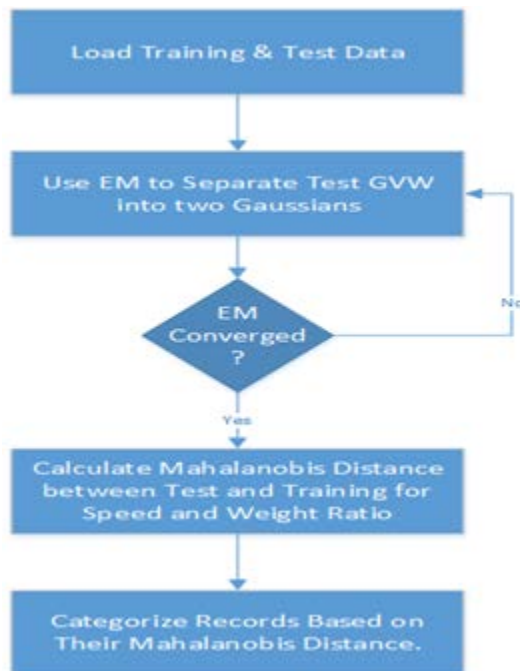 Load Training & Test Data
Use EM to Separate Test GVW
into two Gaussians
EM
Converged
?
No
Yes
Calculate Mahalanobis Distance
between Test and Training for
Speed and Weight Ratio
Categorize Records Based on
Their Mahalanobis Distance.